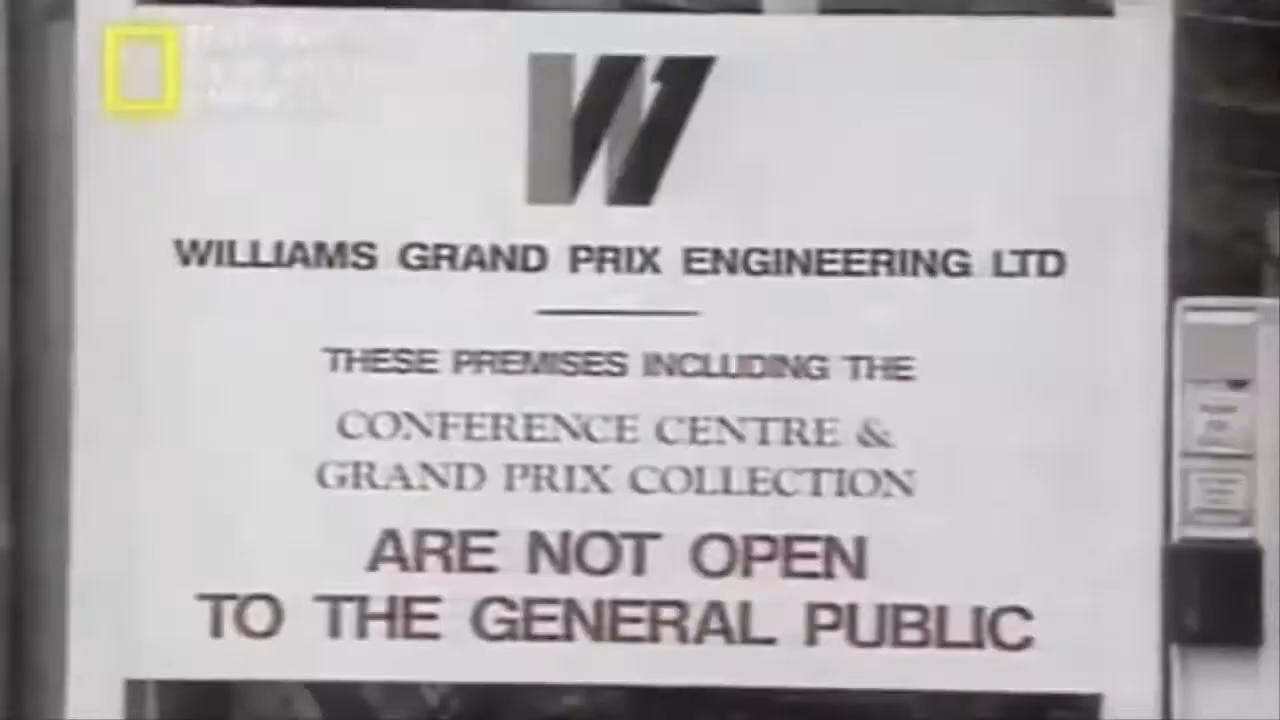 WILLIAMS GRAND PRIX ENGINEERING LTD
THESE PREMISES INCLUDING THE
CONFERENCE CENTRE &
GRAND PRIX COLLECTION
ARE NOT OPEN
TO THE GENERAL PUBLIC